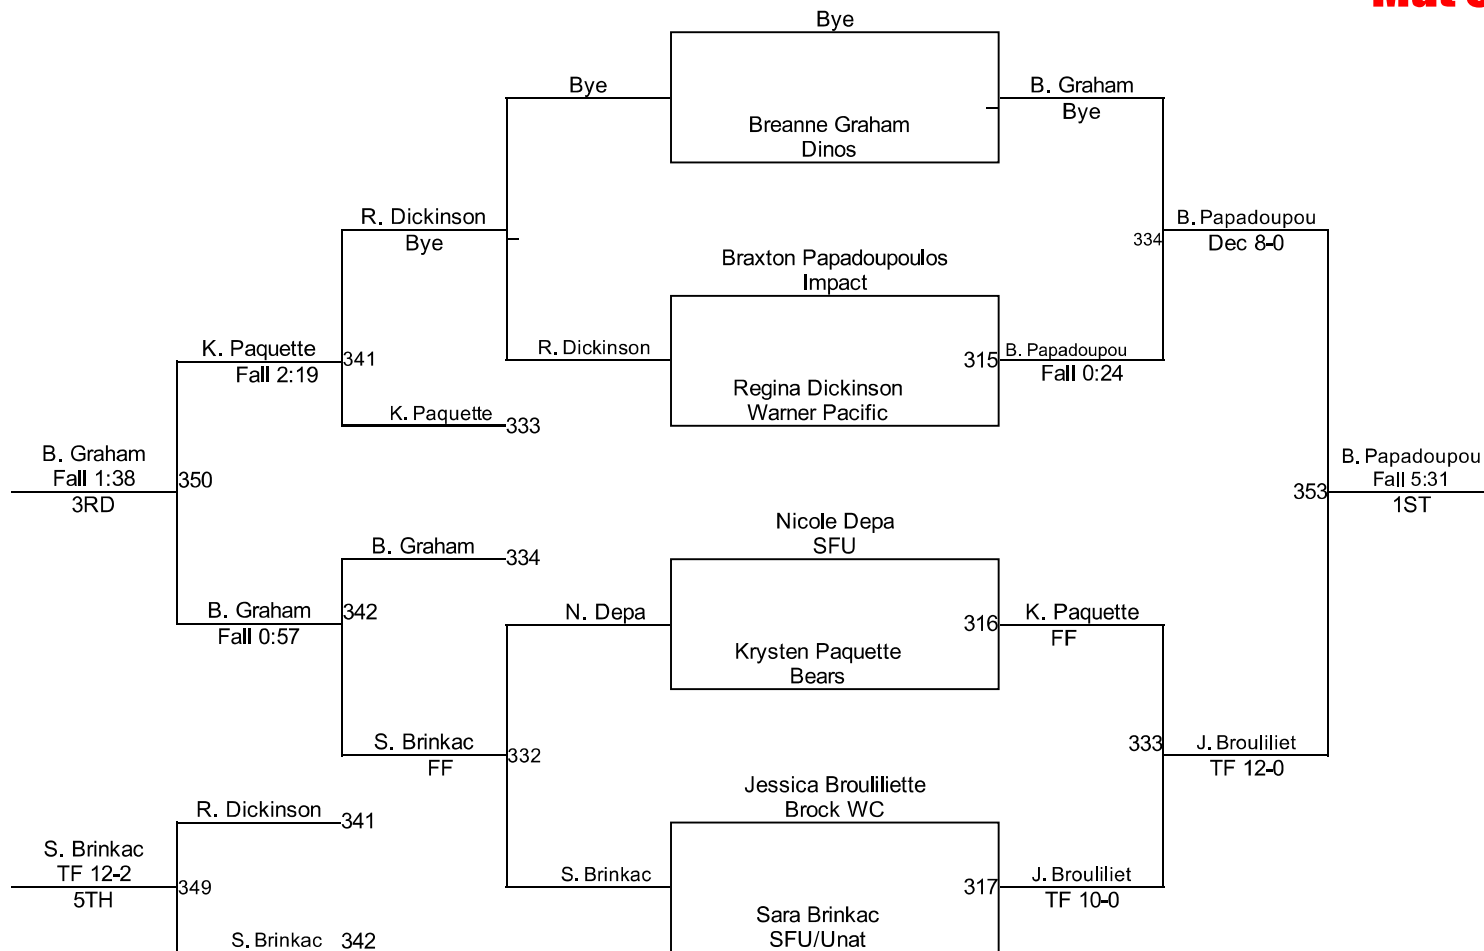 Bye
Bye
B. Graham
Bye
Breanne Graham
Dinos
R. Dickinson
Bye
B. Papadoupou
334
Dec 8-0
Braxton Papadoupoulos
Impact
K. Paquette
341
Fall 2:19
R. Dickinson
315
B. Papadoupou
Fall 0:24
Regina Dickinson
Warner Pacific
K. Paquette
333
B. Graham
Fall 1:38
350
3RD
B. Papadoupou
Fall 5:31
353
1ST
Nicole Depa
SFU
B. Graham
334
B. Graham
342
Fall 0:57
N. Depa
316
K. Paquette
FF
Krysten Paquette
Bears
S. Brinkac
332
FF
333
J. Brouliliet
TF 12-0
Jessica Brouliliette
Brock WC
R. Dickinson
341
S. Brinkac
TF 12-2
349
5TH
S. Brinkac
317
J. Brouliliet
TF 10-0
Sara Brinkac
SFU/Unat
S. Brinkac
342